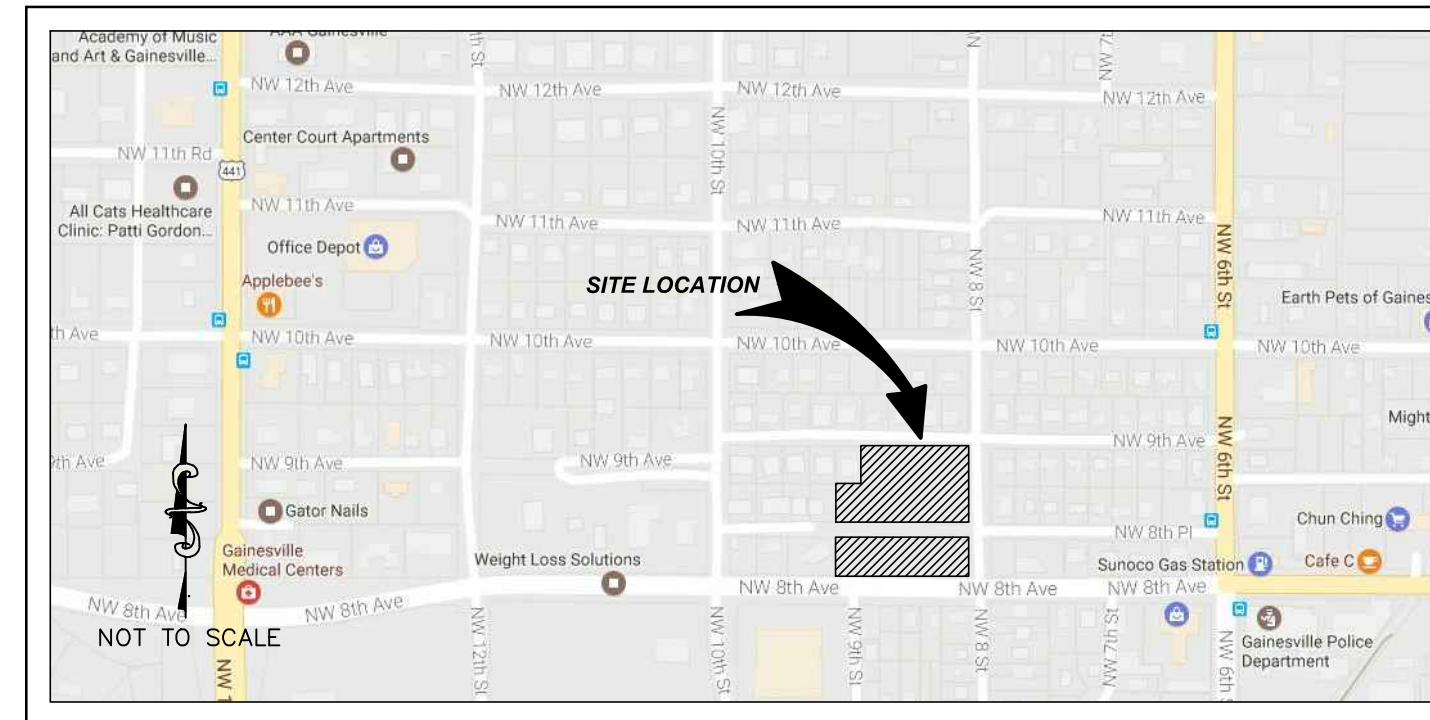 Academy of Music
and Art & Gainesville...
AAA Gainesville
th St
N
NW 7th
NW 12th Ave
NW 12th Ave
NW 12th Ave
NW 12th Ave
Center Court Apartments
NW 11th Rd
441
NW 10th St
All Cats Healthcare
Clinic: Patti Gordon...
NW 11th Ave
NW 11th Ave
NW 11th Ave
NW 11th Ave
Office Depot
NW 6th St
NW 8 St
Applebee's
SITE LOCATION
Earth Pets of Gaines
th Ave
NW 10th Ave
NW 10th Ave
NW 10th Ave
NW 10th Ave
NW 10th Ave
Might
NW 9th Ave
NW 6th St
9th Ave
NW 9th Ave
NW 9th Ave
Gator Nails
Chun Ching
NW 8th Pl
Gainesville
Medical Centers
Weight Loss Solutions
Sunoco Gas Station
Cafe C
NW 8th Ave
NW 8th Ave
NW 8th Ave
NW 8th Ave
NW 8th Ave
NOT TO SCALE
NW 1
NW 12th St
NW 10th St
NW 9th St
NW 8 St
NW 7th St
NW 6th S
Gainesville Police
Department